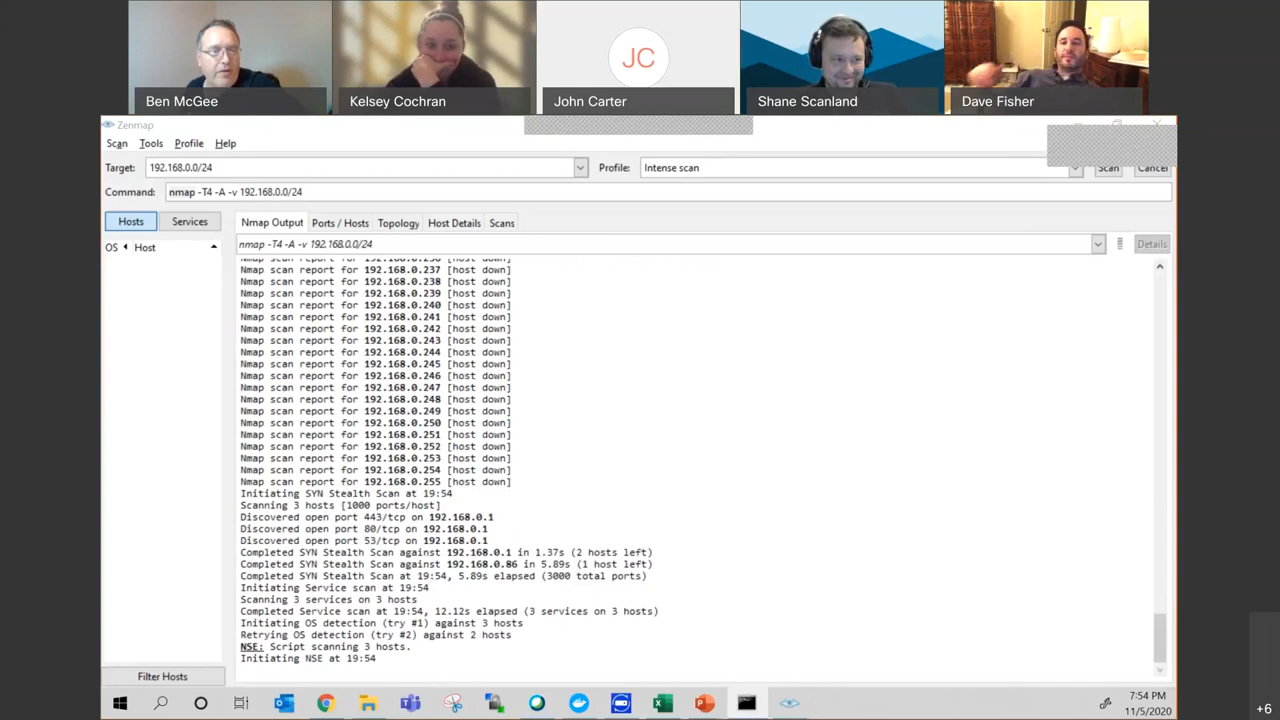 Ben McGee
Kelsey Cochran
JC
John Carter
Shane Scanland
Dave Fisher
Zenmap
Scan Tools Profile Help
Target: 192.168.0.0/24 Profile: Intense scan Scan Cancel
Command: nmap -T4 -A -v 192.168.0.0/24
Hosts Services Nmap Output Ports / Hosts Topology Host Details Scans
OS Host nmap -T4 -A -v 192.168.0.0/24 Details
Nmap scan report for 192.168.0.236 [host down]
Nmap scan report for 192.168.0.237 [host down]
Nmap scan report for 192.168.0.238 [host down]
Nmap scan report for 192.168.0.239 [host down]
Nmap scan report for 192.168.0.240 [host down]
Nmap scan report for 192.168.0.241 [host down]
Nmap scan report for 192.168.0.242 [host down]
Nmap scan report for 192.168.0.243 [host down]
Nmap scan report for 192.168.0.244 [host down]
Nmap scan report for 192.168.0.245 [host down]
Nmap scan report for 192.168.0.246 [host down]
Nmap scan report for 192.168.0.247 [host down]
Nmap scan report for 192.168.0.248 [host down]
Nmap scan report for 192.168.0.249 [host down]
Nmap scan report for 192.168.0.250 [host down]
Nmap scan report for 192.168.0.251 [host down]
Nmap scan report for 192.168.0.252 [host down]
Nmap scan report for 192.168.0.253 [host down]
Nmap scan report for 192.168.0.254 [host down]
Nmap scan report for 192.168.0.255 [host down]
Initiating SYN Stealth Scan at 19:54
Scanning 3 hosts [1000 ports/host]
Discovered open port 443/tcp on 192.168.0.1
Discovered open port 80/tcp on 192.168.0.1
Discovered open port 53/tcp on 192.168.0.1
Completed SYN Stealth Scan against 192.168.0.1 in 1.37s (2 hosts left)
Completed SYN Stealth Scan against 192.168.0.86 in 5.89s (1 host left)
Completed SYN Stealth Scan at 19:54, 5.89s elapsed (3000 total ports)
Initiating Service scan at 19:54
Scanning 3 services on 3 hosts
Completed Service scan at 19:54, 12.12s elapsed (3 services on 3 hosts)
Initiating OS detection (try #1) against 3 hosts
Retrying OS detection (try #2) against 2 hosts
NSE: Script scanning 3 hosts.
Initiating NSE at 19:54
Filter Hosts
7:54 PM
11/5/2020
+6